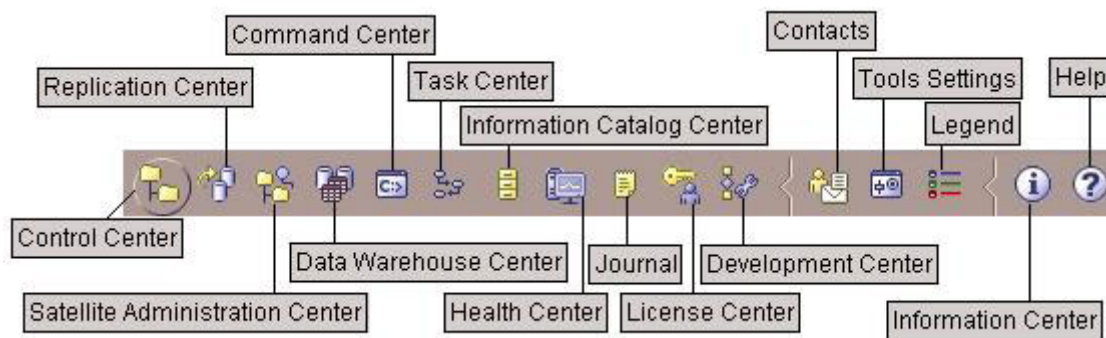 Command Center
Contacts
Replication Center
Task Center
Tools Settings
Help
Information Catalog Center
Legend
C:>
Control Center
Data Warehouse Center
Journal
Development Center
Satellite Administration Center
Health Center
License Center
Information Center